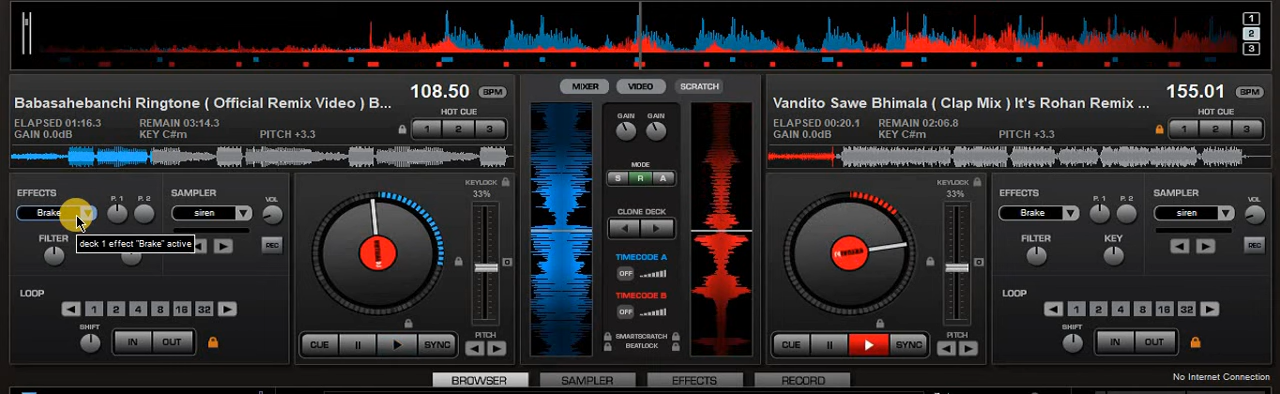 1
2
3
Babasahebanchi Ringtone ( Official Remix Video ) B...
108.50 BPM
ELAPSED 01:16.3 REMAIN 03:14.3
GAIN 0.0dB KEY C#m PITCH +3.3
HOT CUE
1 2 3
MIXER VIDEO SCRATCH
GAIN GAIN
MODE
S R A
CLONE DECK
TIMECODE A
OFF
TIMECODE B
OFF
SMARTSCRATCH
BEATLOCK
Vandito Sawe Bhimala ( Clap Mix ) It's Rohan Remix ...
155.01 BPM
ELAPSED 00:20.1 REMAIN 02:06.8
GAIN 0.0dB KEY C#m PITCH +3.3
HOT CUE
1 2 3
EFFECTS
Brake
P. 1 P. 2
SAMPLER
siren
VOL
FILTER
REC
deck 1 effect "Brake" active
LOOP
1 2 4 8 16 32
SHIFT
IN OUT
KEYLOCK
33%
CUE SYNC
PITCH
KEYLOCK
33%
CUE SYNC
PITCH
EFFECTS
Brake
P. 1 P. 2
SAMPLER
siren
VOL
FILTER KEY
REC
LOOP
1 2 4 8 16 32
SHIFT
IN OUT
BROWSER SAMPLER EFFECTS RECORD
No Internet Connection